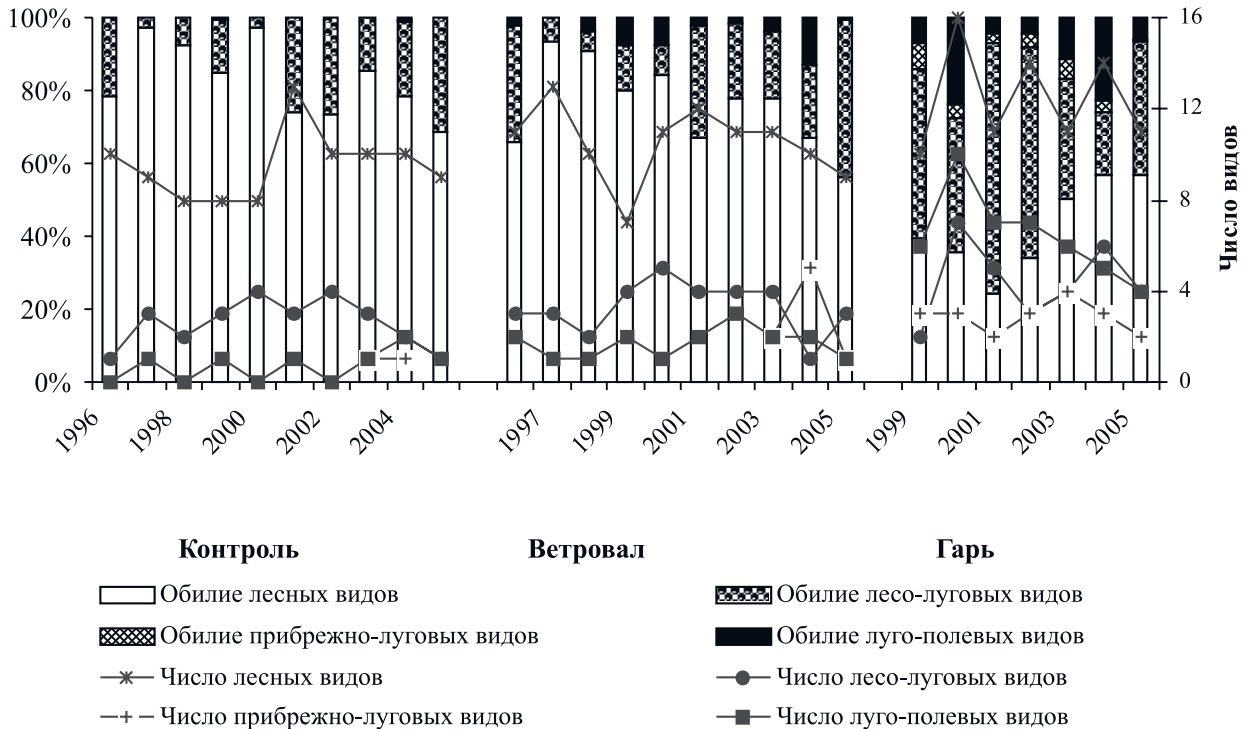 100%
80%
60%
40%
20%
0%
16
12
8
4
0
Число видов
1996
1998
2000
2002
2004
1997
1999
2001
2003
2005
1999
2001
2003
2005
Контроль
Ветровал
Гарь
Обилие лесных видов
Обилие лесо-луговых видов
Обилие прибрежно-луговых видов
Обилие луго-полевых видов
Число лесных видов
Число лесо-луговых видов
Число прибрежно-луговых видов
Число луго-полевых видов